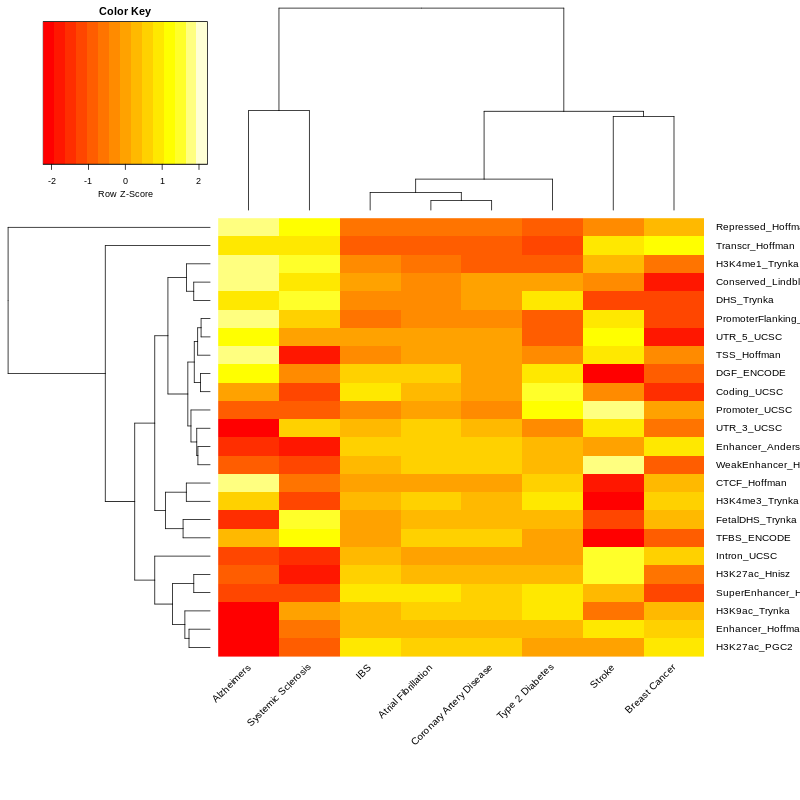 Color Key
-2 -1 0 1 2
Row Z-Score
Repressed_Hoffma
Transcr_Hoffman
H3K4me1_Trynka
Conserved_Lindbl
DHS_Trynka
PromoterFlanking_
UTR_5_UCSC
TSS_Hoffman
DGF_ENCODE
Coding_UCSC
Promoter_UCSC
UTR_3_UCSC
Enhancer_Anders
WeakEnhancer_H
CTCF_Hoffman
H3K4me3_Trynka
FetalDHS_Trynka
TFBS_ENCODE
Intron_UCSC
H3K27ac_Hnisz
SuperEnhancer_H
H3K9ac_Trynka
Enhancer_Hoffma
H3K27ac_PGC2
Alzheimers
Systemic Sclerosis
IBS
Atrial Fibrillation
Coronary Artery Disease
Type 2 Diabetes
Stroke
Breast Cancer